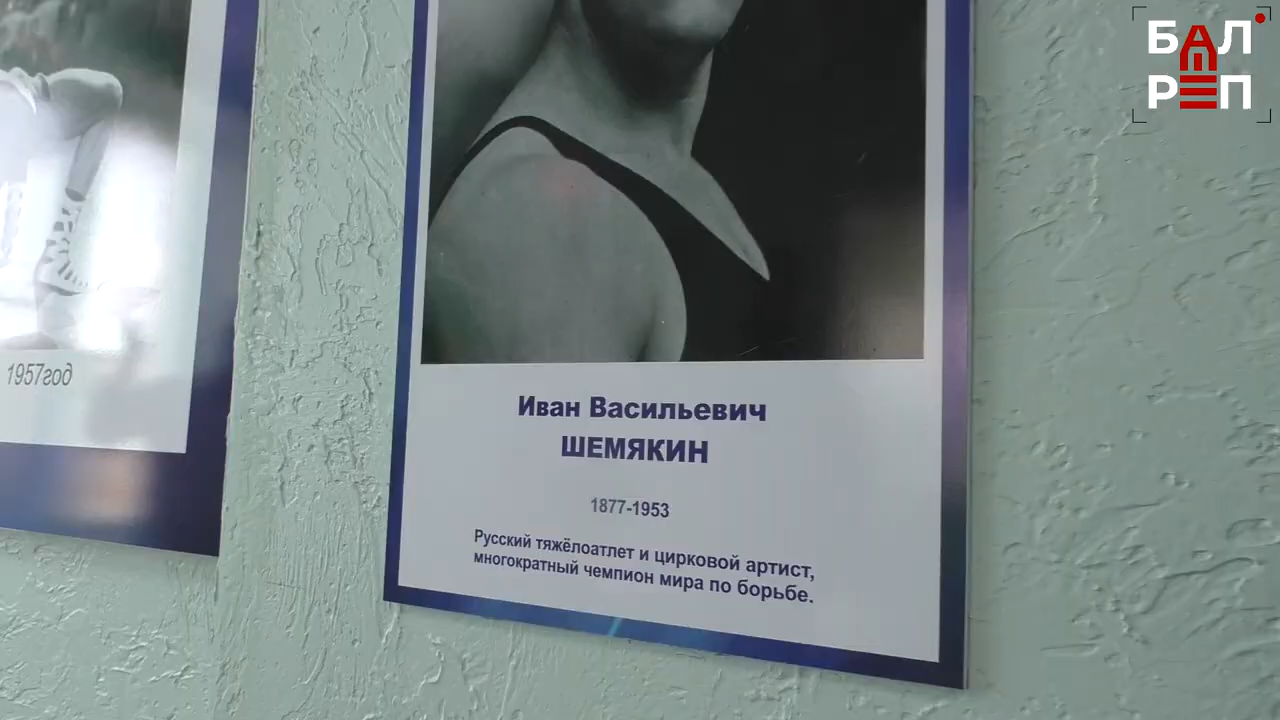 БАЛ
РЕП
1957год
Иван Васильевич
ШЕМЯКИН
1877-1953
Русский тяжёлоатлет и цирковой артист,
многократный чемпион мира по борьбе.